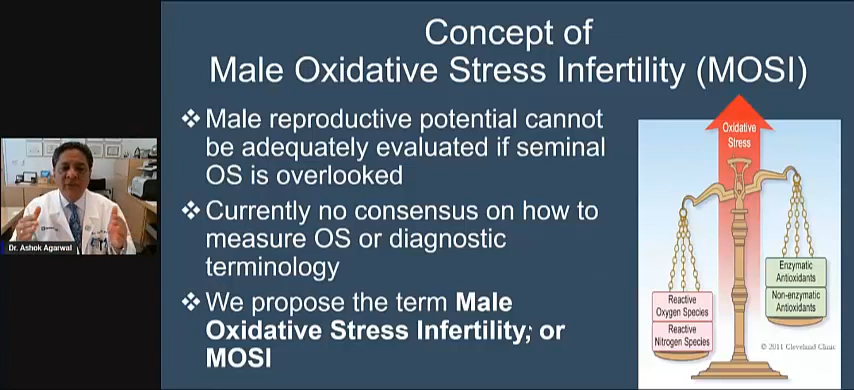 Concept of
Male Oxidative Stress Infertility (MOSI)
❖ Male reproductive potential cannot
be adequately evaluated if seminal
OS is overlooked
❖ Currently no consensus on how to
measure OS or diagnostic
terminology
❖ We propose the term Male
Oxidative Stress Infertility; or
MOSI
Oxidative
Stress
Enzymatic
Antioxidants
Non-enzymatic
Antioxidants
Reactive
Oxygen Species
Reactive
Nitrogen Species
© 2011 Cleveland Clinic
Dr. Ashok Agarwal